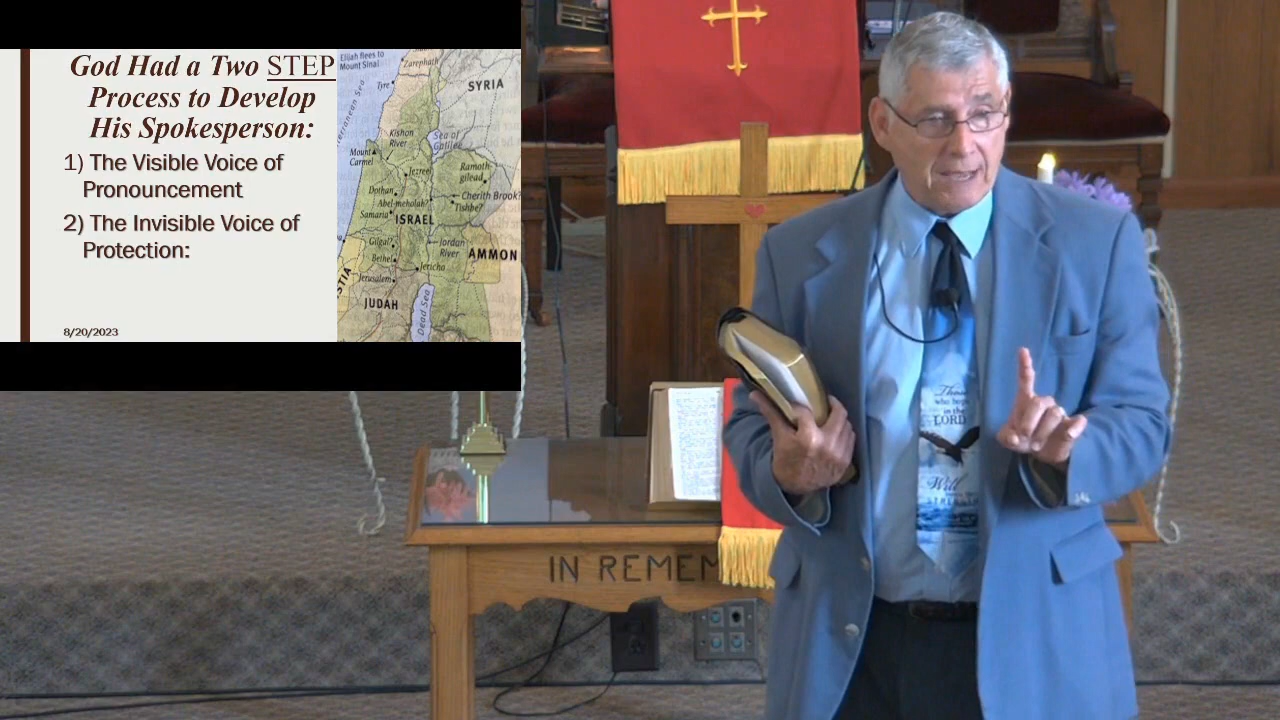 God Had a Two STEP
Process to Develop
His Spokesperson:
1) The Visible Voice of
Pronouncement
2) The Invisible Voice of
Protection:
8/20/2023
Elijah flees to
Mount Sinai
Zarephath
Tyre
SYRIA
Kishon
River
Sea of
Galilee
Mount
Carmel
Jezreel
Ramoth-
gilead
Dothan
Cherith Brook?
Abel-meholah?
Tishbe?
Samaria
ISRAEL
Gilgal?
Jordan
River
Bethel
AMMON
Jericho
Jerusalem
JUDAH
Dead Sea
in the
LORD
Will
IN REMEM